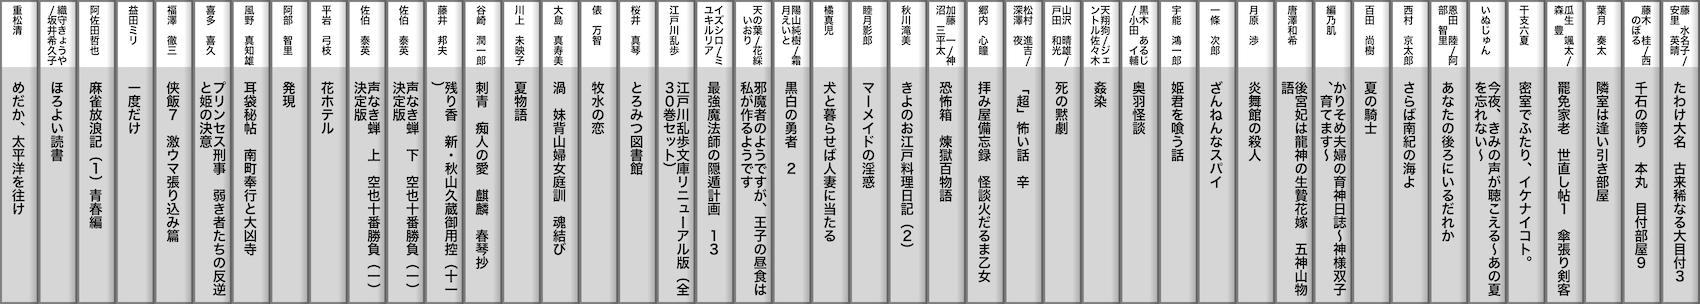 藤 水名子/
安里 英晴
たわけ大名 古来稀なる大目付3
藤木 桂/西
のぼる
千石の誇り 本丸 目付部屋9
葉月 奏太
隣室は逢い引き部屋
瓜生 颯太/
森 豊
罷免家老 世直し帖1 傘張り剣客
干支六夏
密室でふたり、イケナイコト。
いぬじゅん
今夜、きみの声が聴こえる~あの夏
を忘れない~
恩田 陸/阿
部 智里
あなたの後ろにいるだれか
西村 京太郎
さらば南紀の海よ
百田 尚樹
夏の騎士
編乃肌
かりそめ夫婦の育神日誌~神様双子
、育てます~
唐澤和希
後宮妃は龍神の生贄花嫁 五神山物
語
月原 渉
炎舞館の殺人
一條 次郎
ざんねんなスパイ
宇能 鴻一郎
姫君を喰う話
黒木 あるじ
/小田 イ輔
奥羽怪談
天翔狗/ジェ
ントル佐々木
姦染
山沢 晴雄/
戸田 和光
死の黙劇
松村 進吉/
深澤 夜
「超」怖い話 辛
郷内 心瞳
拝み屋備忘録 怪談火だるま乙女
加藤 一/神
沼 三平太
恐怖箱 煉獄百物語
秋川滝美
きよのお江戸料理日記(2)
睦月影郎
マーメイドの淫惑
橘真児
犬と暮らせば人妻に当たる
陽山純樹/霜
月えいと
黒白の勇者 2
天の葉/花綵
いおり
邪魔者のようですが、王子の昼食は
私が作るようです
イズシロ/ミ
ユキルリア
最強魔法師の隠遁計画 13
江戸川乱歩
江戸川乱歩文庫リニューアル版(全
30巻セット)
桜井 真琴
とろみつ図書館
俵 万智
牧水の恋
大島 真寿美
渦 妹背山婦女庭訓 魂結び
川上 未映子
夏物語
谷崎 潤一郎
刺青 痴人の愛 麒麟 春琴抄
藤井 邦夫
残り香 新・秋山久蔵御用控(十一
)
佐伯 泰英
声なき蝉 下 空也十番勝負(一)
決定版
佐伯 泰英
声なき蝉 上 空也十番勝負(一)
決定版
平岩 弓枝
花ホテル
阿部 智里
発現
風野 真知雄
耳袋秘帖 南町奉行と大凶寺
喜多 喜久
プリンセス刑事 弱き者たちの反逆
と姫の決意
福澤 徹三
侠飯7 激ウマ張り込み篇
益田ミリ
一度だけ
阿佐田哲也
麻雀放浪記(1)青春編
織守きょうや
/坂井希久子
ほろよい読書
重松清
めだか、太平洋を往け